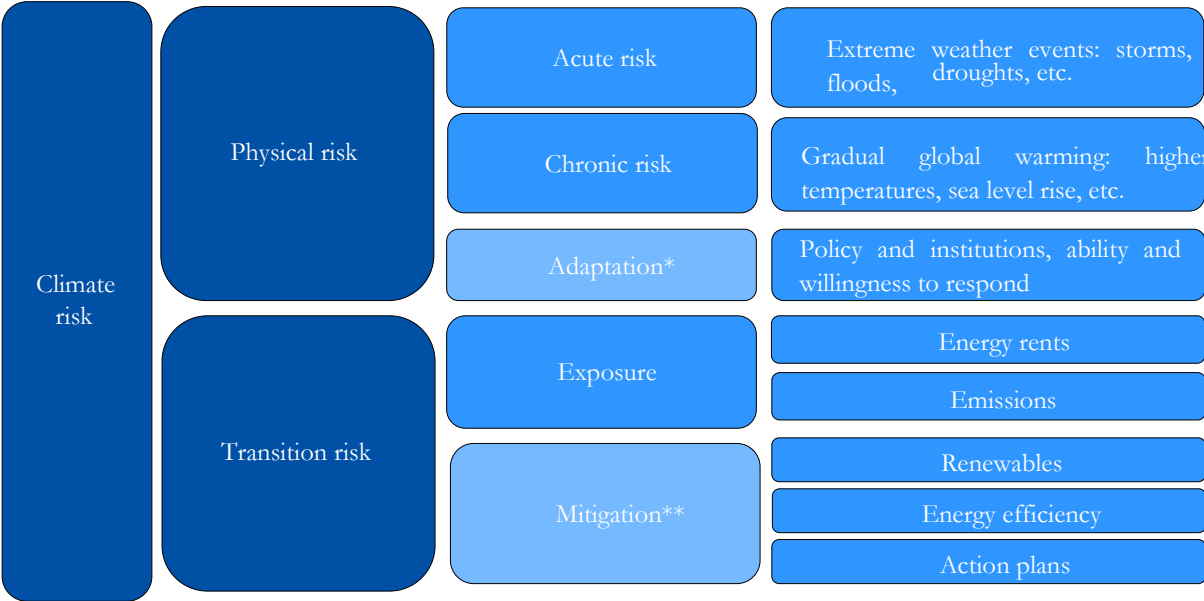 Climate
risk
Physical risk
Acute risk
Extreme weather events: storms,
floods, droughts, etc.
Chronic risk
Gradual global warming: higher
temperatures, sea level rise, etc.
Adaptation*
Policy and institutions, ability and
willingness to respond
Transition risk
Exposure
Energy rents
Emissions
Mitigation**
Renewables
Energy efficiency
Action plans